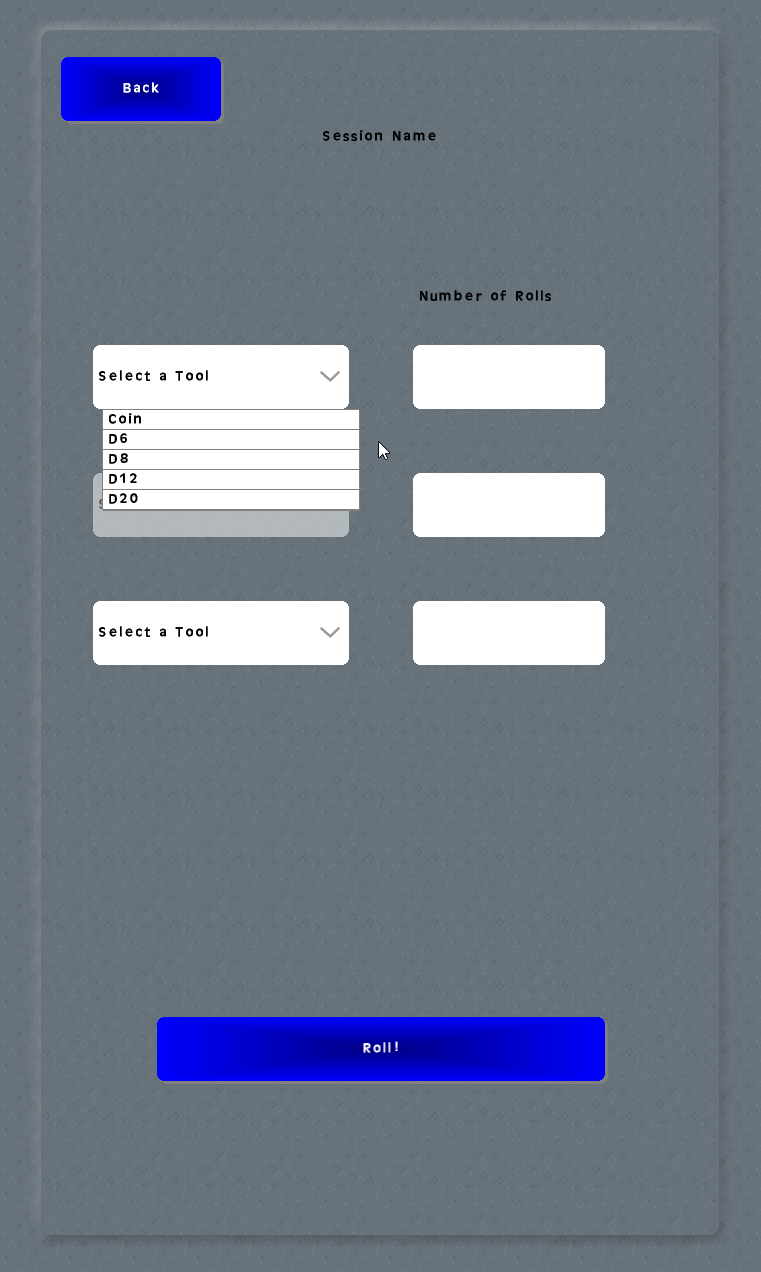 Back
Session Name
Number of Rolls
Select a Tool
Coin
D6
D8
D12
D20
Select a Tool
Roll!